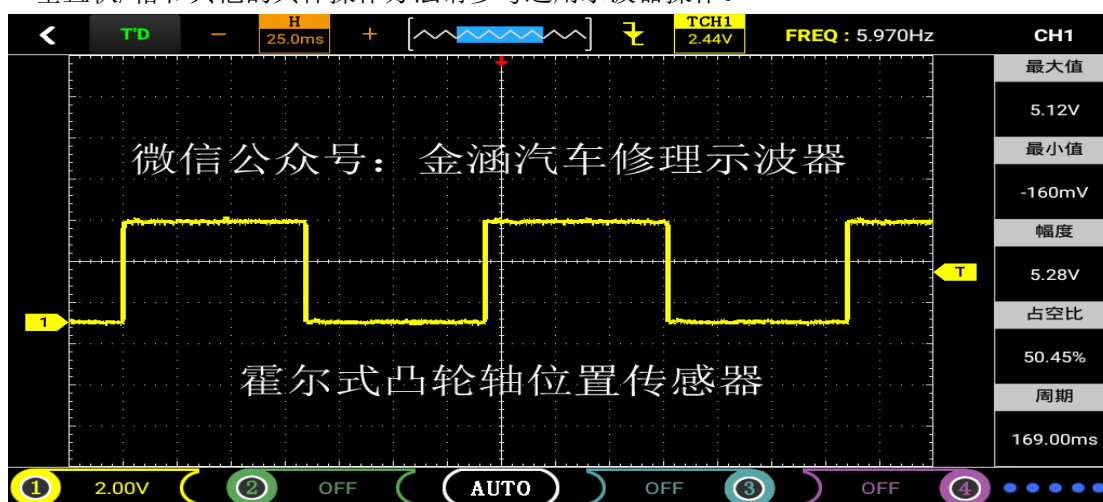 T'D
H
25.0ms
TCH1
2.44V
FREQ : 5.970Hz
CH1
最大值
5.12V
微信公众号：金涵汽车修理示波器
最小值
-160mV
幅度
T
5.28V
1
占空比
50.45%
霍尔式凸轮轴位置传感器
周期
169.00ms
1
2.00V
2
OFF
AUTO
OFF
3
OFF
4